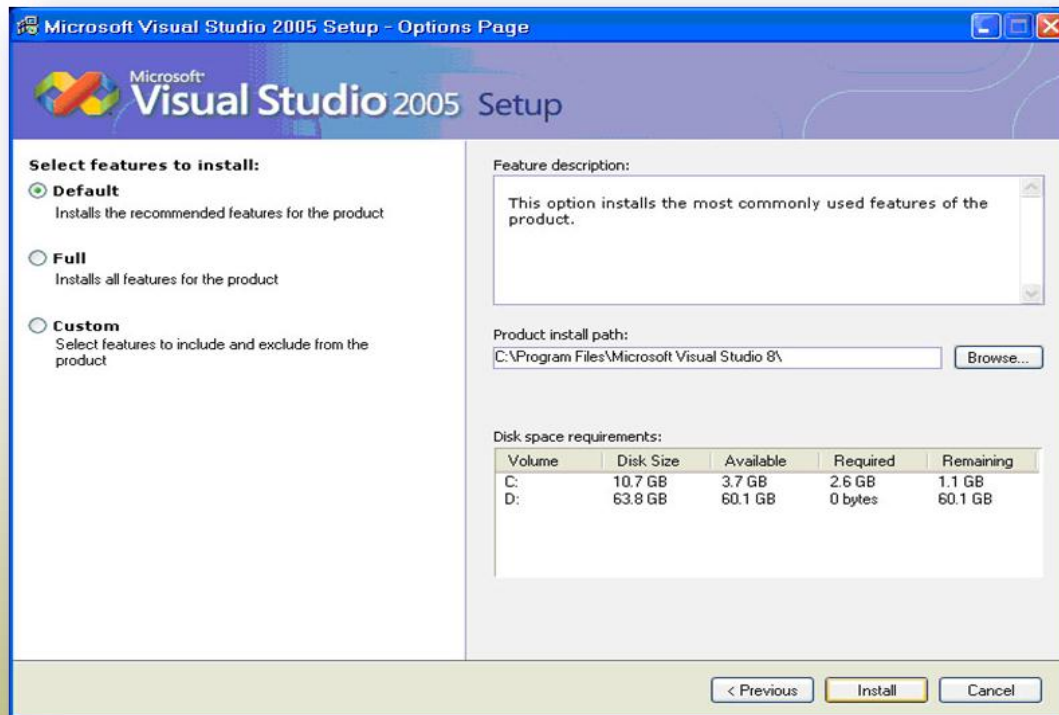 Microsoft Visual Studio 2005 Setup - Options Page
Microsoft
Visual Studio 2005 Setup
Select features to install:
Default
Installs the recommended features for the product
Full
Installs all features for the product
Custom
Select features to include and exclude from the
product
Feature description:
This option installs the most commonly used features of the
product.
Product install path:
C:\Program Files\Microsoft Visual Studio 8\
Browse...
Disk space requirements:
Volume Disk Size Available Required Remaining
C: 10.7 GB 3.7 GB 2.6 GB 1.1 GB
D: 63.8 GB 60.1 GB 0 bytes 60.1 GB
< Previous Install Cancel